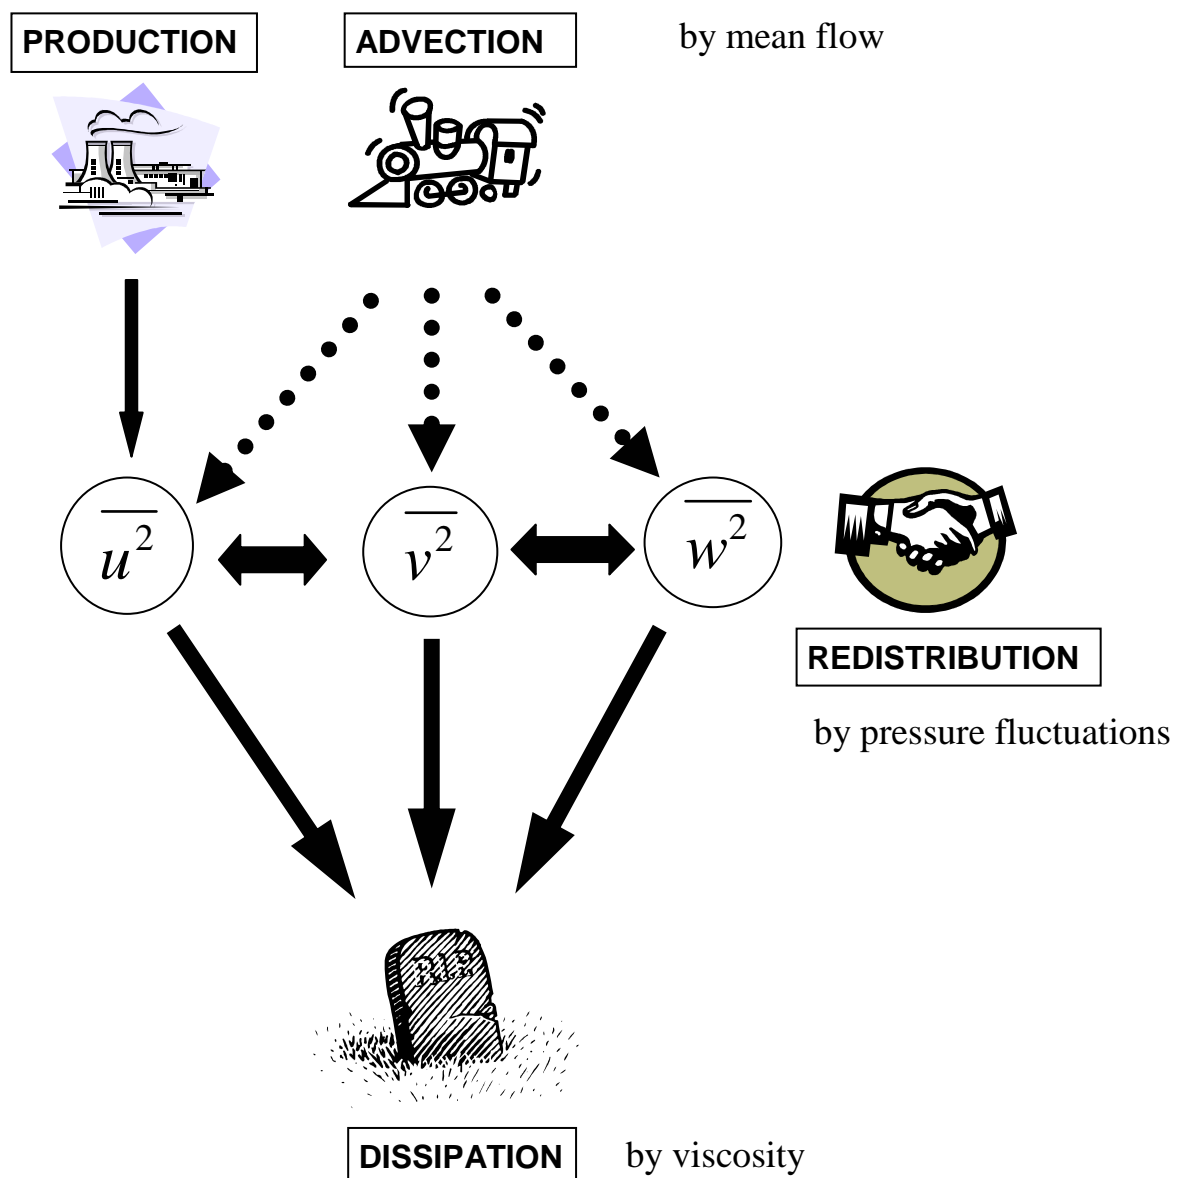 PRODUCTION ADVECTION by mean flow
u² v² w²
REDISTRIBUTION
by pressure fluctuations
RIP
DISSIPATION by viscosity